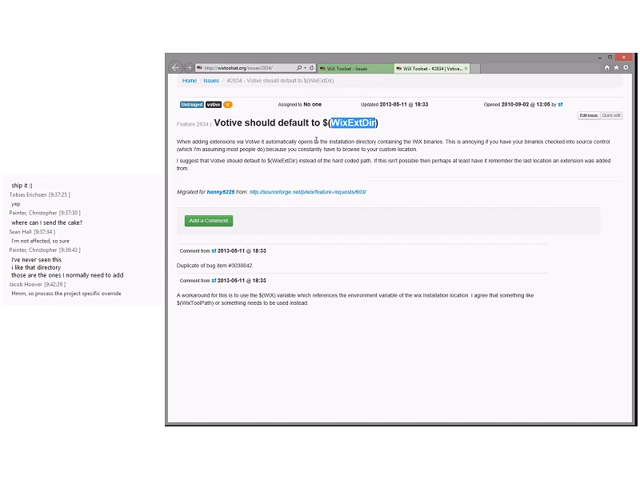 ship it :)
Tobias Erichsen [9:37:25 ]
yep
Painter, Christopher [9:37:30 ]
where can I send the cake?
Sean Hall [9:37:34 ]
I'm not affected, so sure
Painter, Christopher [9:39:43 ]
I've never seen this
i like that directory
those are the ones I normally need to add
Jacob Hoover [9:42:29 ]
Hmm, so process the project specific override
http://wixtoolset.org/issues/2934/
WiX Toolset - Issues
WiX Toolset - #2934 | Votive...
Home Issues #2934 - Votive should default to $(WixExtDir)
Untriaged votive 0 Assigned to No one Updated 2013-05-11 @ 18:33 Opened 2010-09-02 @ 13:05 by sf
Edit issue Quick edit
Feature 2934 | Votive should default to $(WixExtDir)
When adding extensions via Votive it automatically opens to the installation directory containing the WiX binaries. This is annoying if you have your binaries checked into source control
(which I'm assuming most people do) because you constantly have to browse to your custom location.
I suggest that Votive should default to $(WixExtDir) instead of the hard coded path. If this isn't possible then perhaps at least have it remember the last location an extension was added
from.
Migrated for henny5225 from: http://sourceforge.net/p/wix/feature-requests/603/
Add a Comment
Comment from sf 2013-05-11 @ 18:33
Duplicate of bug item #3038642.
Comment from sf 2013-05-11 @ 18:33
A workaround for this is to use the $(WIX) variable which references the environment variable of the wix installation location. I agree that something like
$(WixToolPath) or something needs to be used instead.